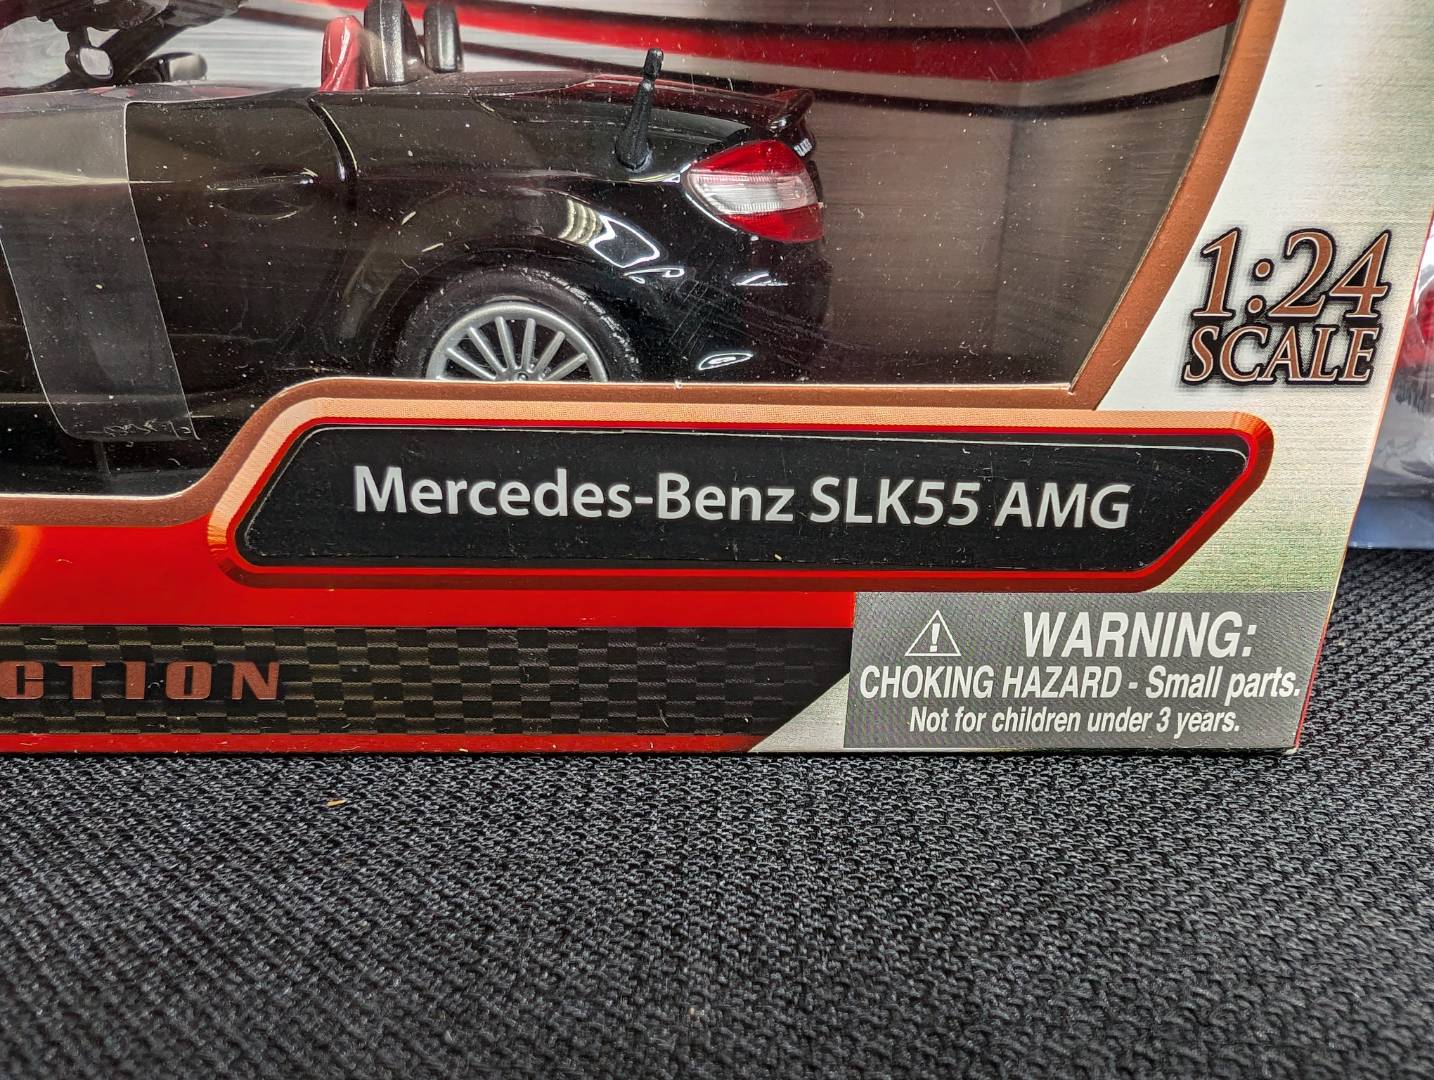 1:24
SCALE
Mercedes-Benz SLK55 AMG
CTION
WARNING:
CHOKING HAZARD - Small parts.
Not for children under 3 years.